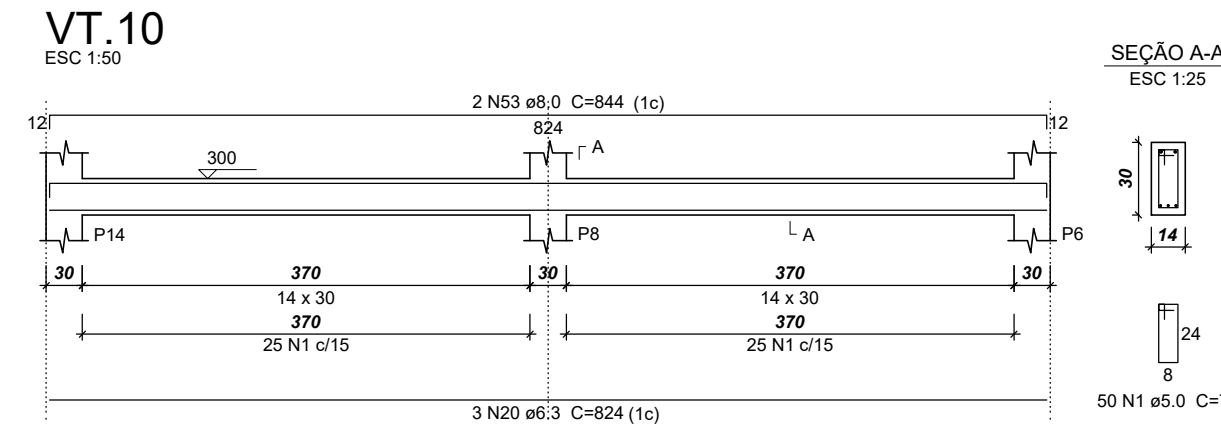 VT.10
ESC 1:50
SEÇÃO A-A
ESC 1:25
2 N53 ø8.0 C=844 (1c)
12
824
12
A
300
A
P14
P8
P6
30
14
30
370
30
370
30
14 x 30
14 x 30
370
370
25 N1 c/15
25 N1 c/15
24
8
50 N1 ø5.0
3 N20 ø6.3 C=824 (1c)